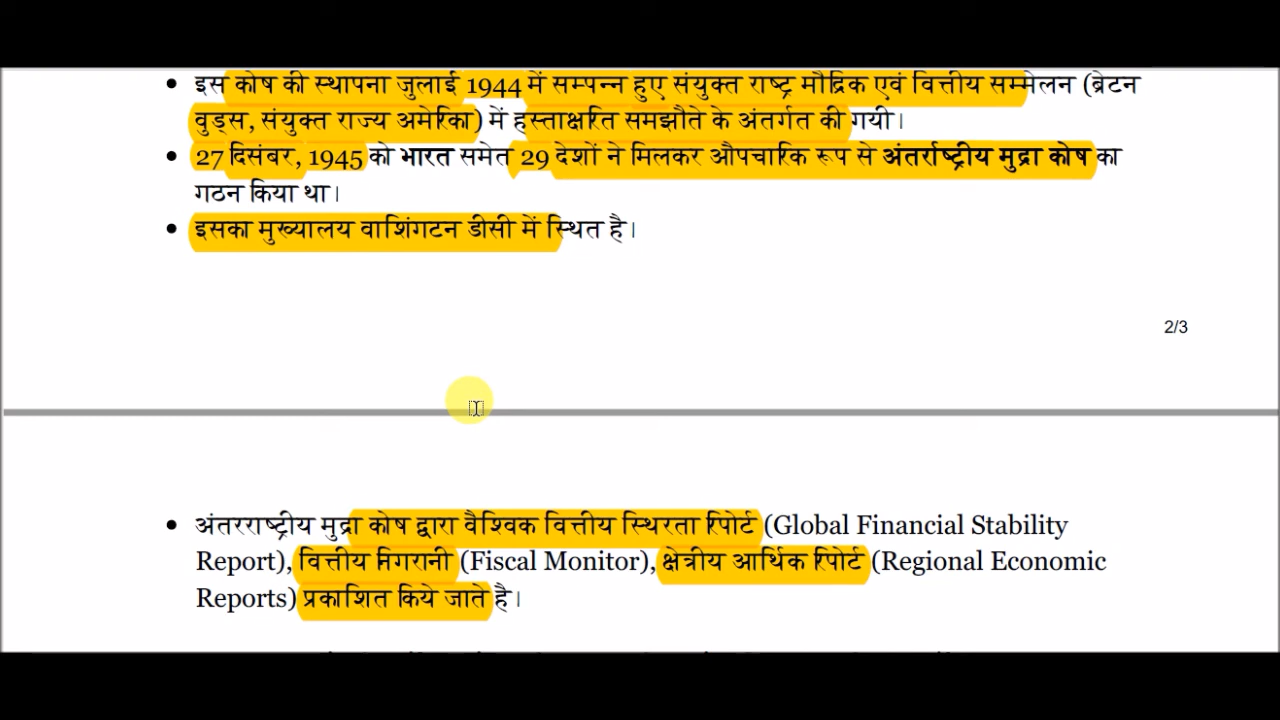 • इस कोष की स्थापना जुलाई 1944 में सम्पन्न हुए संयुक्त राष्ट्र मौद्रिक एवं वित्तीय सम्मेलन (ब्रेटन
वुड्स, संयुक्त राज्य अमेरिका) में हस्ताक्षरित समझौते के अंतर्गत की गयी।
• 27 दिसंबर, 1945 को भारत समेत 29 देशों ने मिलकर औपचारिक रूप से अंतर्राष्ट्रीय मुद्रा कोष का
गठन किया था।
• इसका मुख्यालय वाशिंगटन डीसी में स्थित है।
2/3
• अंतरराष्ट्रीय मुद्रा कोष द्वारा वैश्विक वित्तीय स्थिरता रिपोर्ट (Global Financial Stability
Report), वित्तीय निगरानी (Fiscal Monitor), क्षेत्रीय आर्थिक रिपोर्ट (Regional Economic
Reports) प्रकाशित किये जाते है।